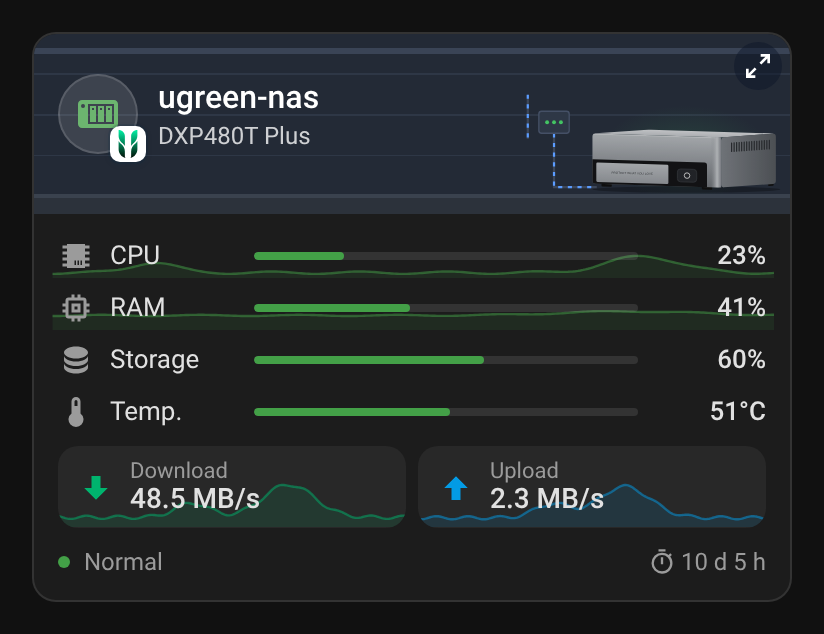 ugreen-nas
DXP480T Plus
CPU 23%
RAM 41%
Storage 60%
Temp. 51°C
Download
48.5 MB/s
Upload
2.3 MB/s
Normal
10 d 5 h